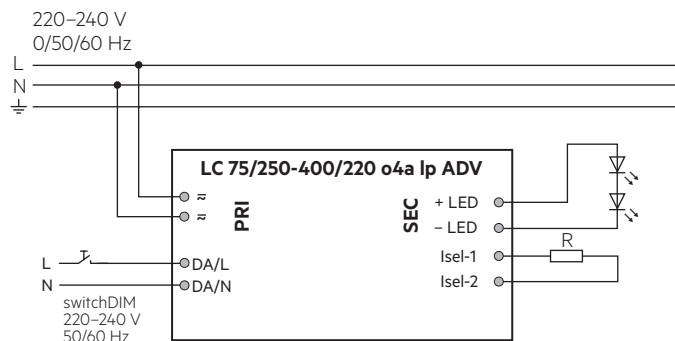 220–240 V
0/50/60 Hz
L
N
LC 75/250-400/220 o4a lp ADV
PRI
SEC
+ LED
– LED
Isel-1
R
Isel-2
L
DA/L
N
DA/N
switchDIM
220–240 V
50/60 Hz